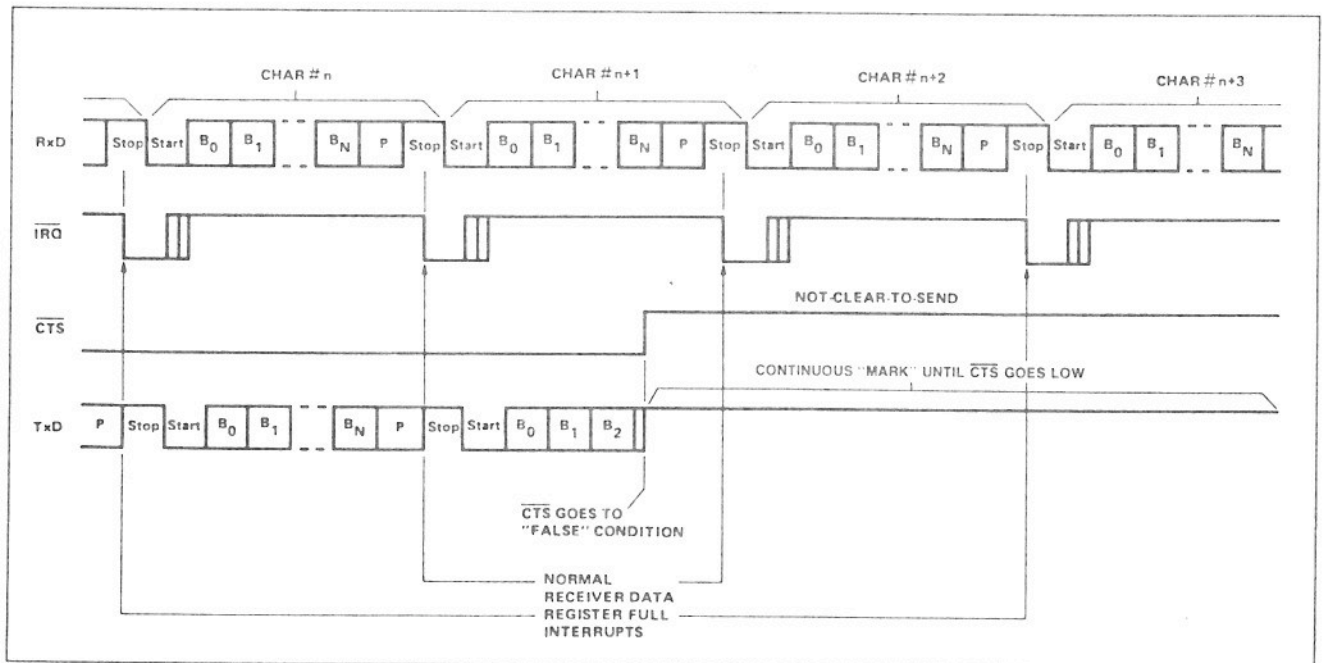 CHAR #n CHAR #n+1 CHAR #n+2 CHAR #n+3
RxD Stop Start B0 B1 BN P Stop Start B0 B1 BN P Stop Start B0 B1 BN P Stop Start B0 B1 BN
IRQ
NOT-CLEAR-TO-SEND
CTS
CONTINUOUS "MARK" UNTIL CTS GOES LOW
TxD P Stop Start B0 B1 BN P Stop Start B0 B1 B2
CTS GOES TO
"FALSE" CONDITION
NORMAL
RECEIVER DATA
REGISTER FULL
INTERRUPTS